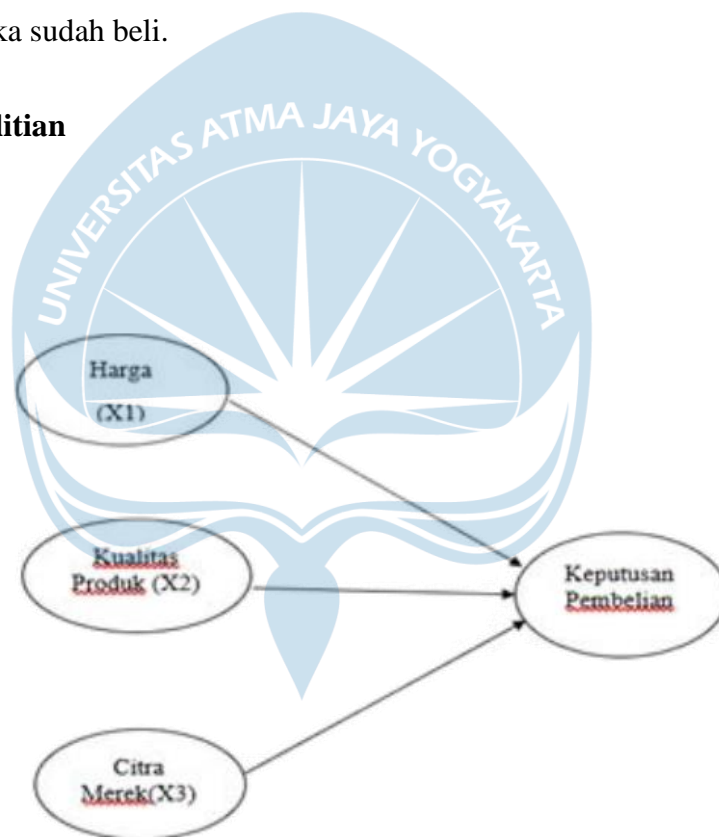 ka sudah beli.
litian
UNIVERSITAS ATMA JAYA YOGYAKARTA
Harga
(X1)
Kualitas
Produk (X2)
Keputusan
Pembelian
Citra
Merek(X3)